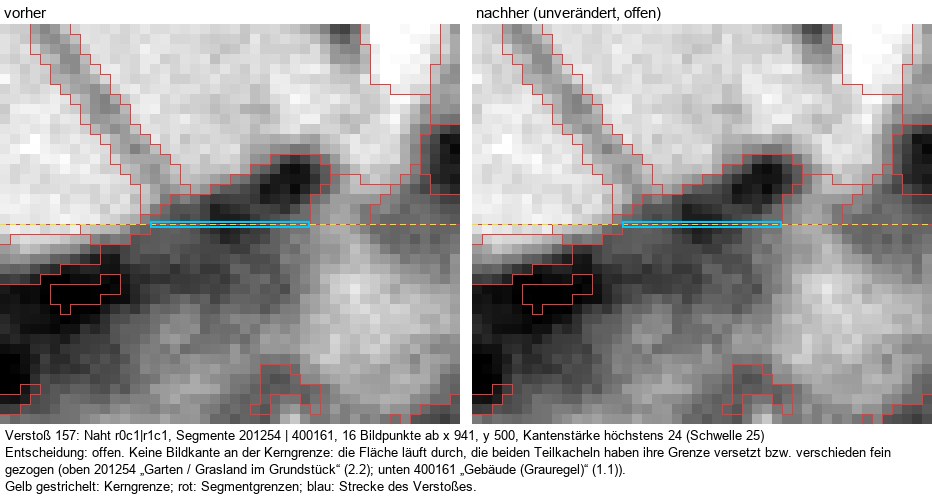 vorher
nachher (unverändert, offen)
Verstoß 157: Naht r0c1|r1c1, Segmente 201254 | 400161, 16 Bildpunkte ab x 941, y 500, Kantenstärke höchstens 24 (Schwelle 25)
Entscheidung: offen. Keine Bildkante an der Kerngrenze: die Fläche läuft durch, die beiden Teilkacheln haben ihre Grenze versetzt bzw. verschieden fein
gezogen (oben 201254 „Garten / Grasland im Grundstück“ (2.2); unten 400161 „Gebäude (Grauregel)“ (1.1)).
Gelb gestrichelt: Kerngrenze; rot: Segmentgrenzen; blau: Strecke des Verstoßes.